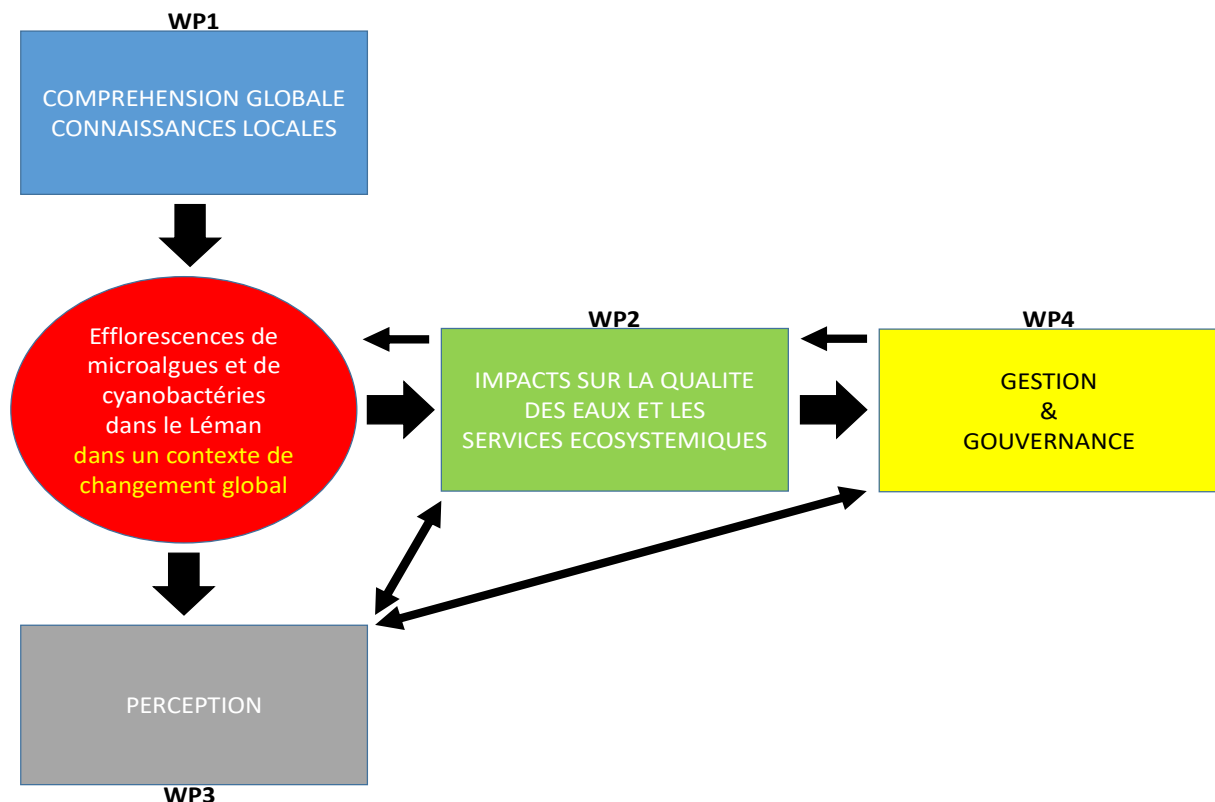 WP1
COMPREHENSION GLOBALE
CONNAISSANCES LOCALES
Efflorescences de
microalgues et de
cyanobactéries
dans le Léman
dans un contexte de
changement global
WP2
IMPACTS SUR LA QUALITE
DES EAUX ET LES
SERVICES ECOSYSTEMIQUES
WP4
GESTION
&
GOUVERNANCE
PERCEPTION
WP3